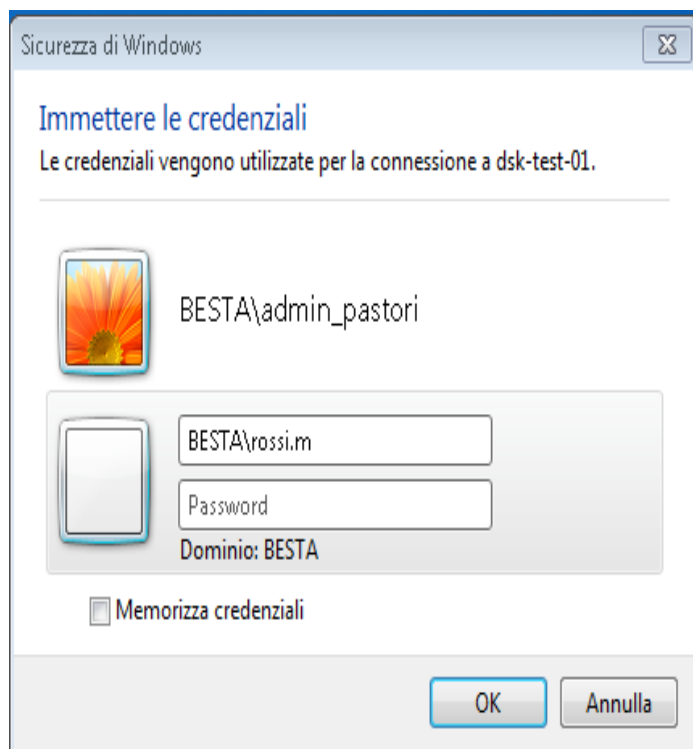 Sicurezza di Windows
Immettere le credenziali
Le credenziali vengono utilizzate per la connessione a dsk-test-01.
BESTA\admin_pastori
BESTA\rossi.m
Password
Dominio: BESTA
Memorizza credenziali
OK
Annulla